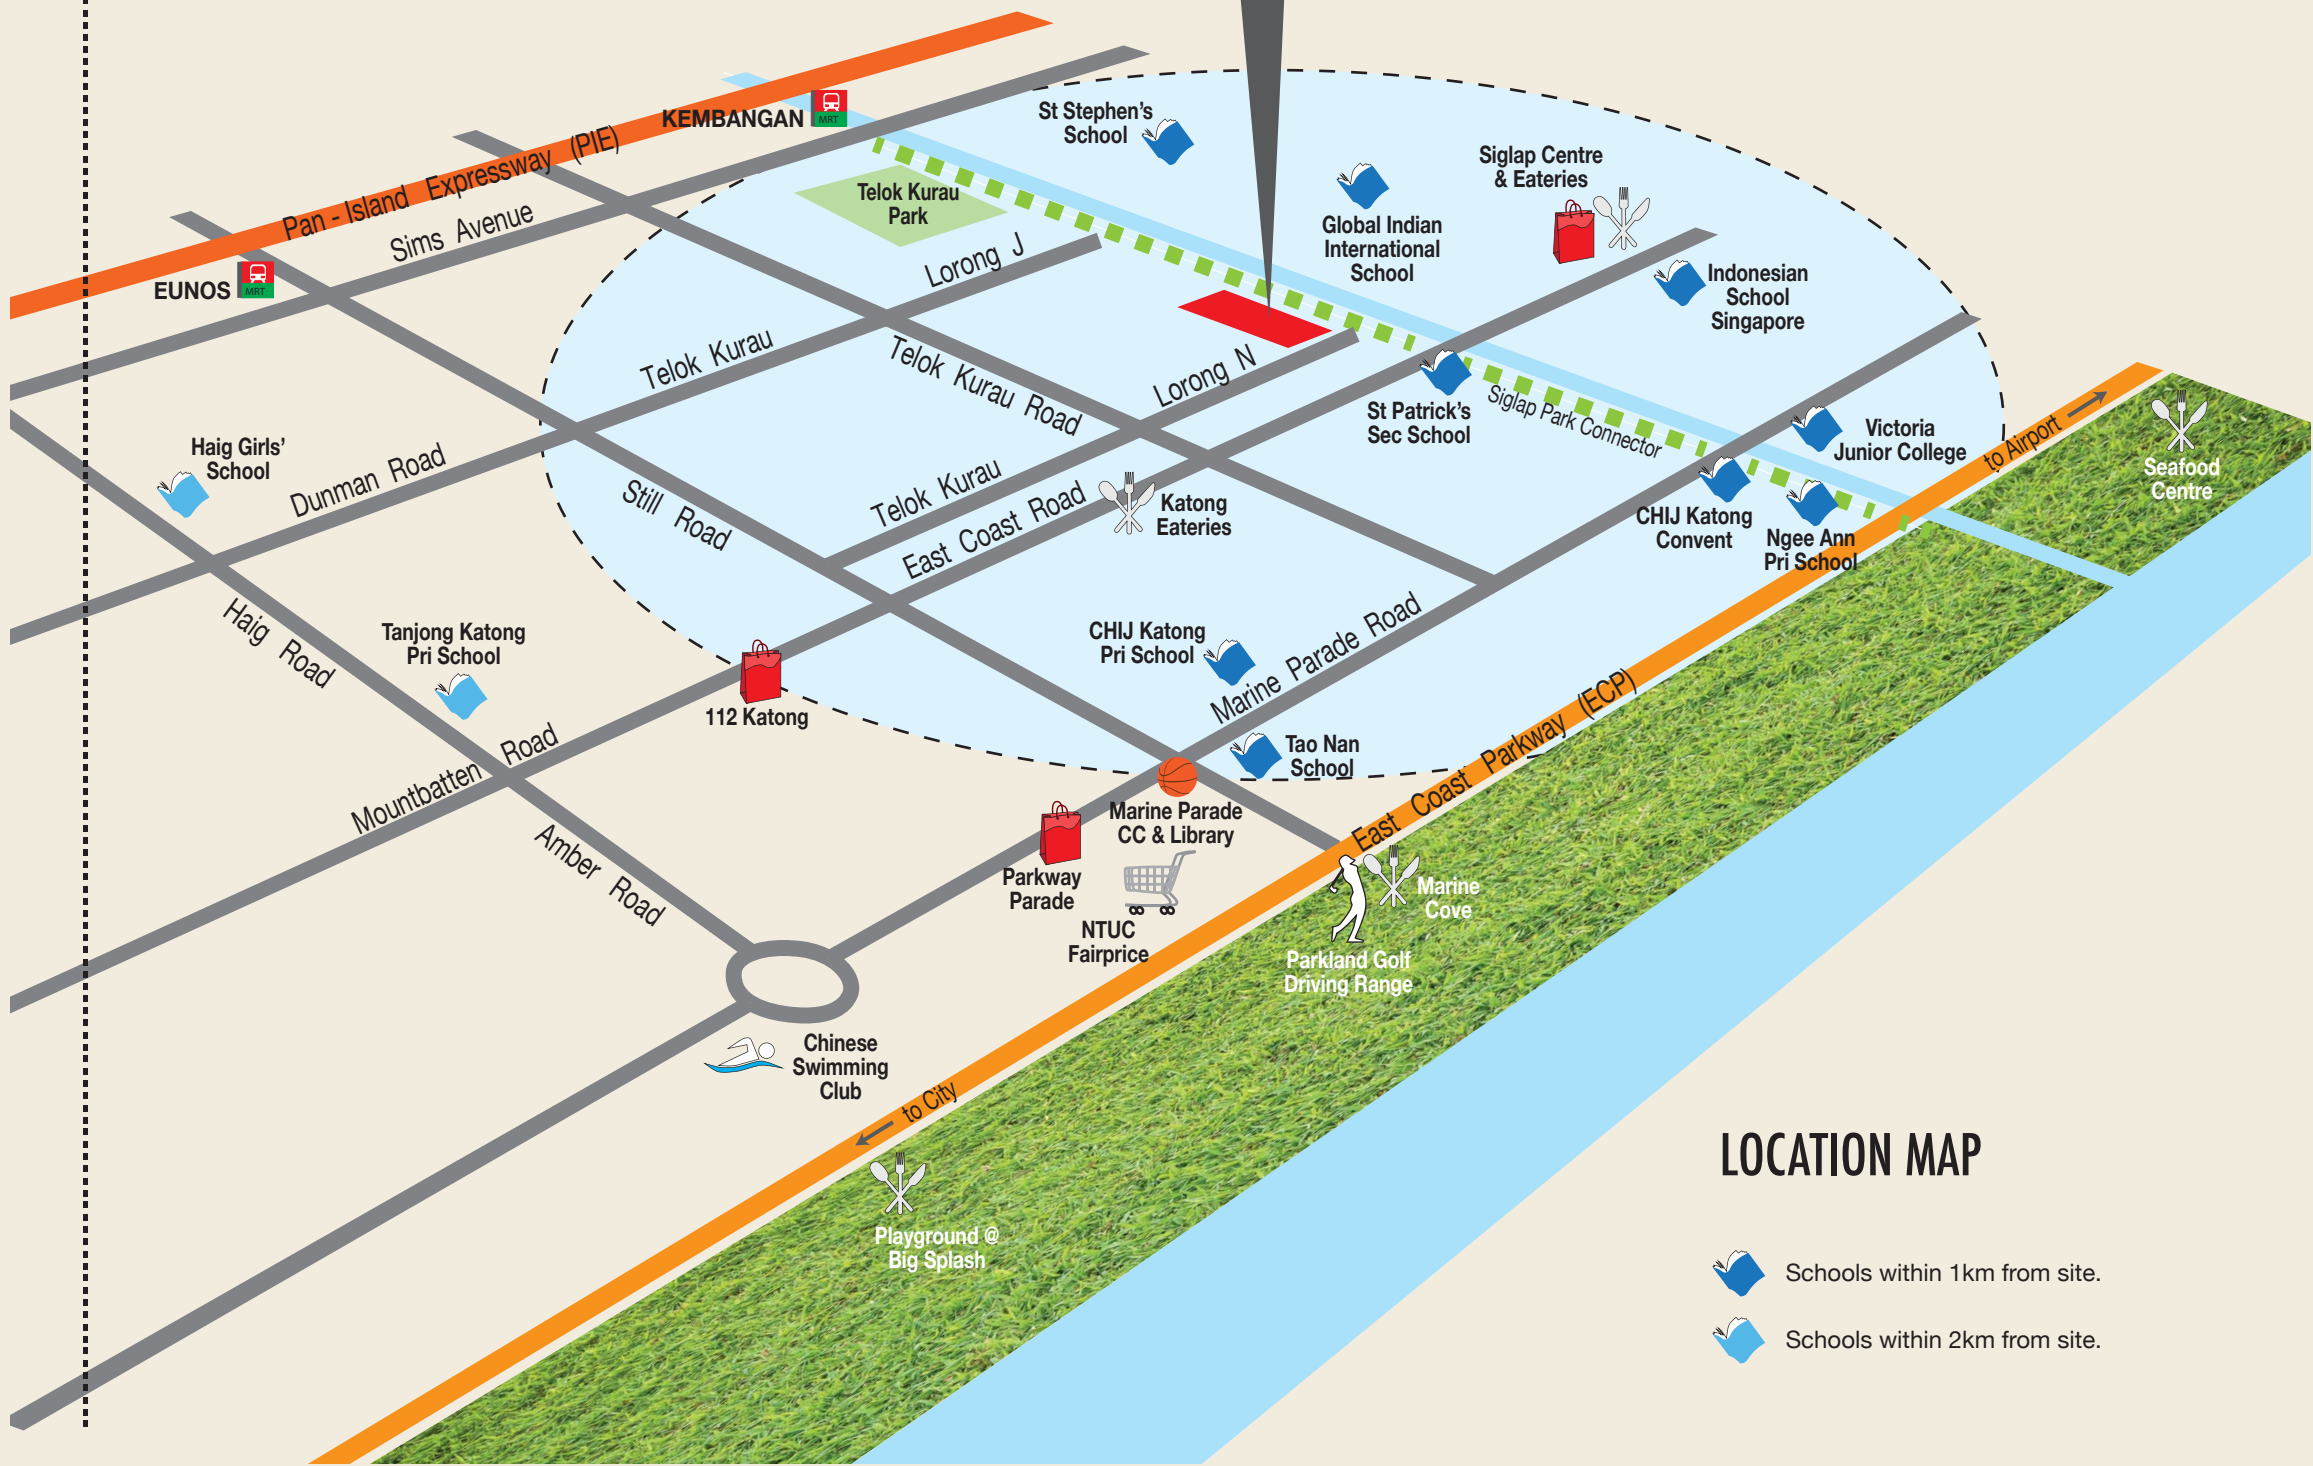 KEMBANGAN
MRT
St Stephen's
School
Siglap Centre
& Eateries
Pan - Island Expressway (PIE)
Telok Kurau
Park
Sims Avenue
Global Indian
International
School
Lorong J
EUNOS
MRT
Indonesian
School
Singapore
Telok Kurau
Telok Kurau Road
Lorong N
St Patrick's
Sec School
Siglap Park Connector
Victoria
Junior College
to Airport
Seafood
Centre
Haig Girls'
School
Dunman Road
Still Road
Telok Kurau
East Coast Road
Katong
Eateries
CHIJ Katong
Convent
Ngee Ann
Pri School
Haig Road
Tanjong Katong
Pri School
CHIJ Katong
Pri School
Marine Parade Road
112 Katong
Mountbatten Road
Tao Nan
School
East Coast Parkway (ECP)
Marine Parade
CC & Library
Amber Road
Parkway
Parade
NTUC
Fairprice
Marine
Cove
Parkland Golf
Driving Range
Chinese
Swimming
Club
to City
Playground @
Big Splash
LOCATION MAP
Schools within 1km from site.
Schools within 2km from site.